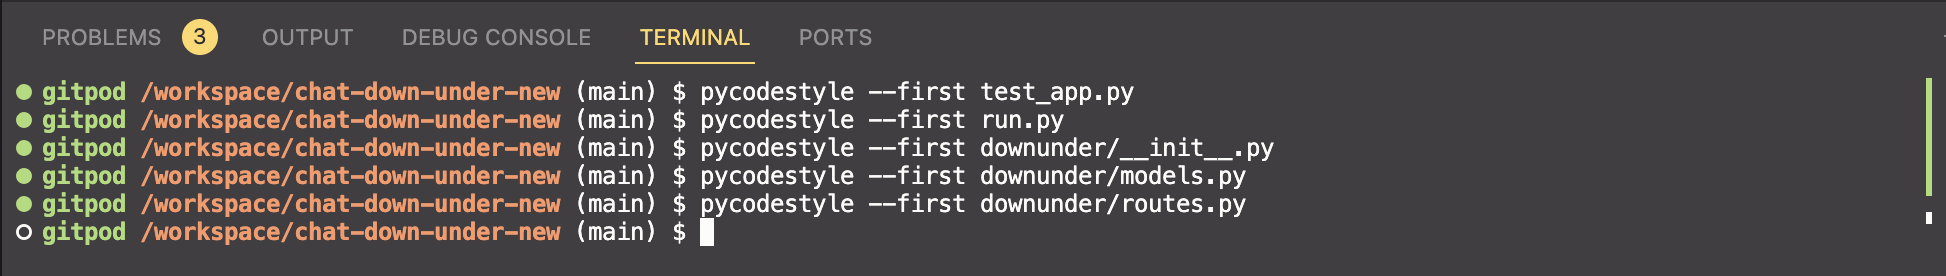 PROBLEMS 3 OUTPUT DEBUG CONSOLE TERMINAL PORTS
gitpod /workspace/chat-down-under-new (main) $ pycodestyle --first test_app.py
gitpod /workspace/chat-down-under-new (main) $ pycodestyle --first run.py
gitpod /workspace/chat-down-under-new (main) $ pycodestyle --first downunder/__init__.py
gitpod /workspace/chat-down-under-new (main) $ pycodestyle --first downunder/models.py
gitpod /workspace/chat-down-under-new (main) $ pycodestyle --first downunder/routes.py
gitpod /workspace/chat-down-under-new (main) $